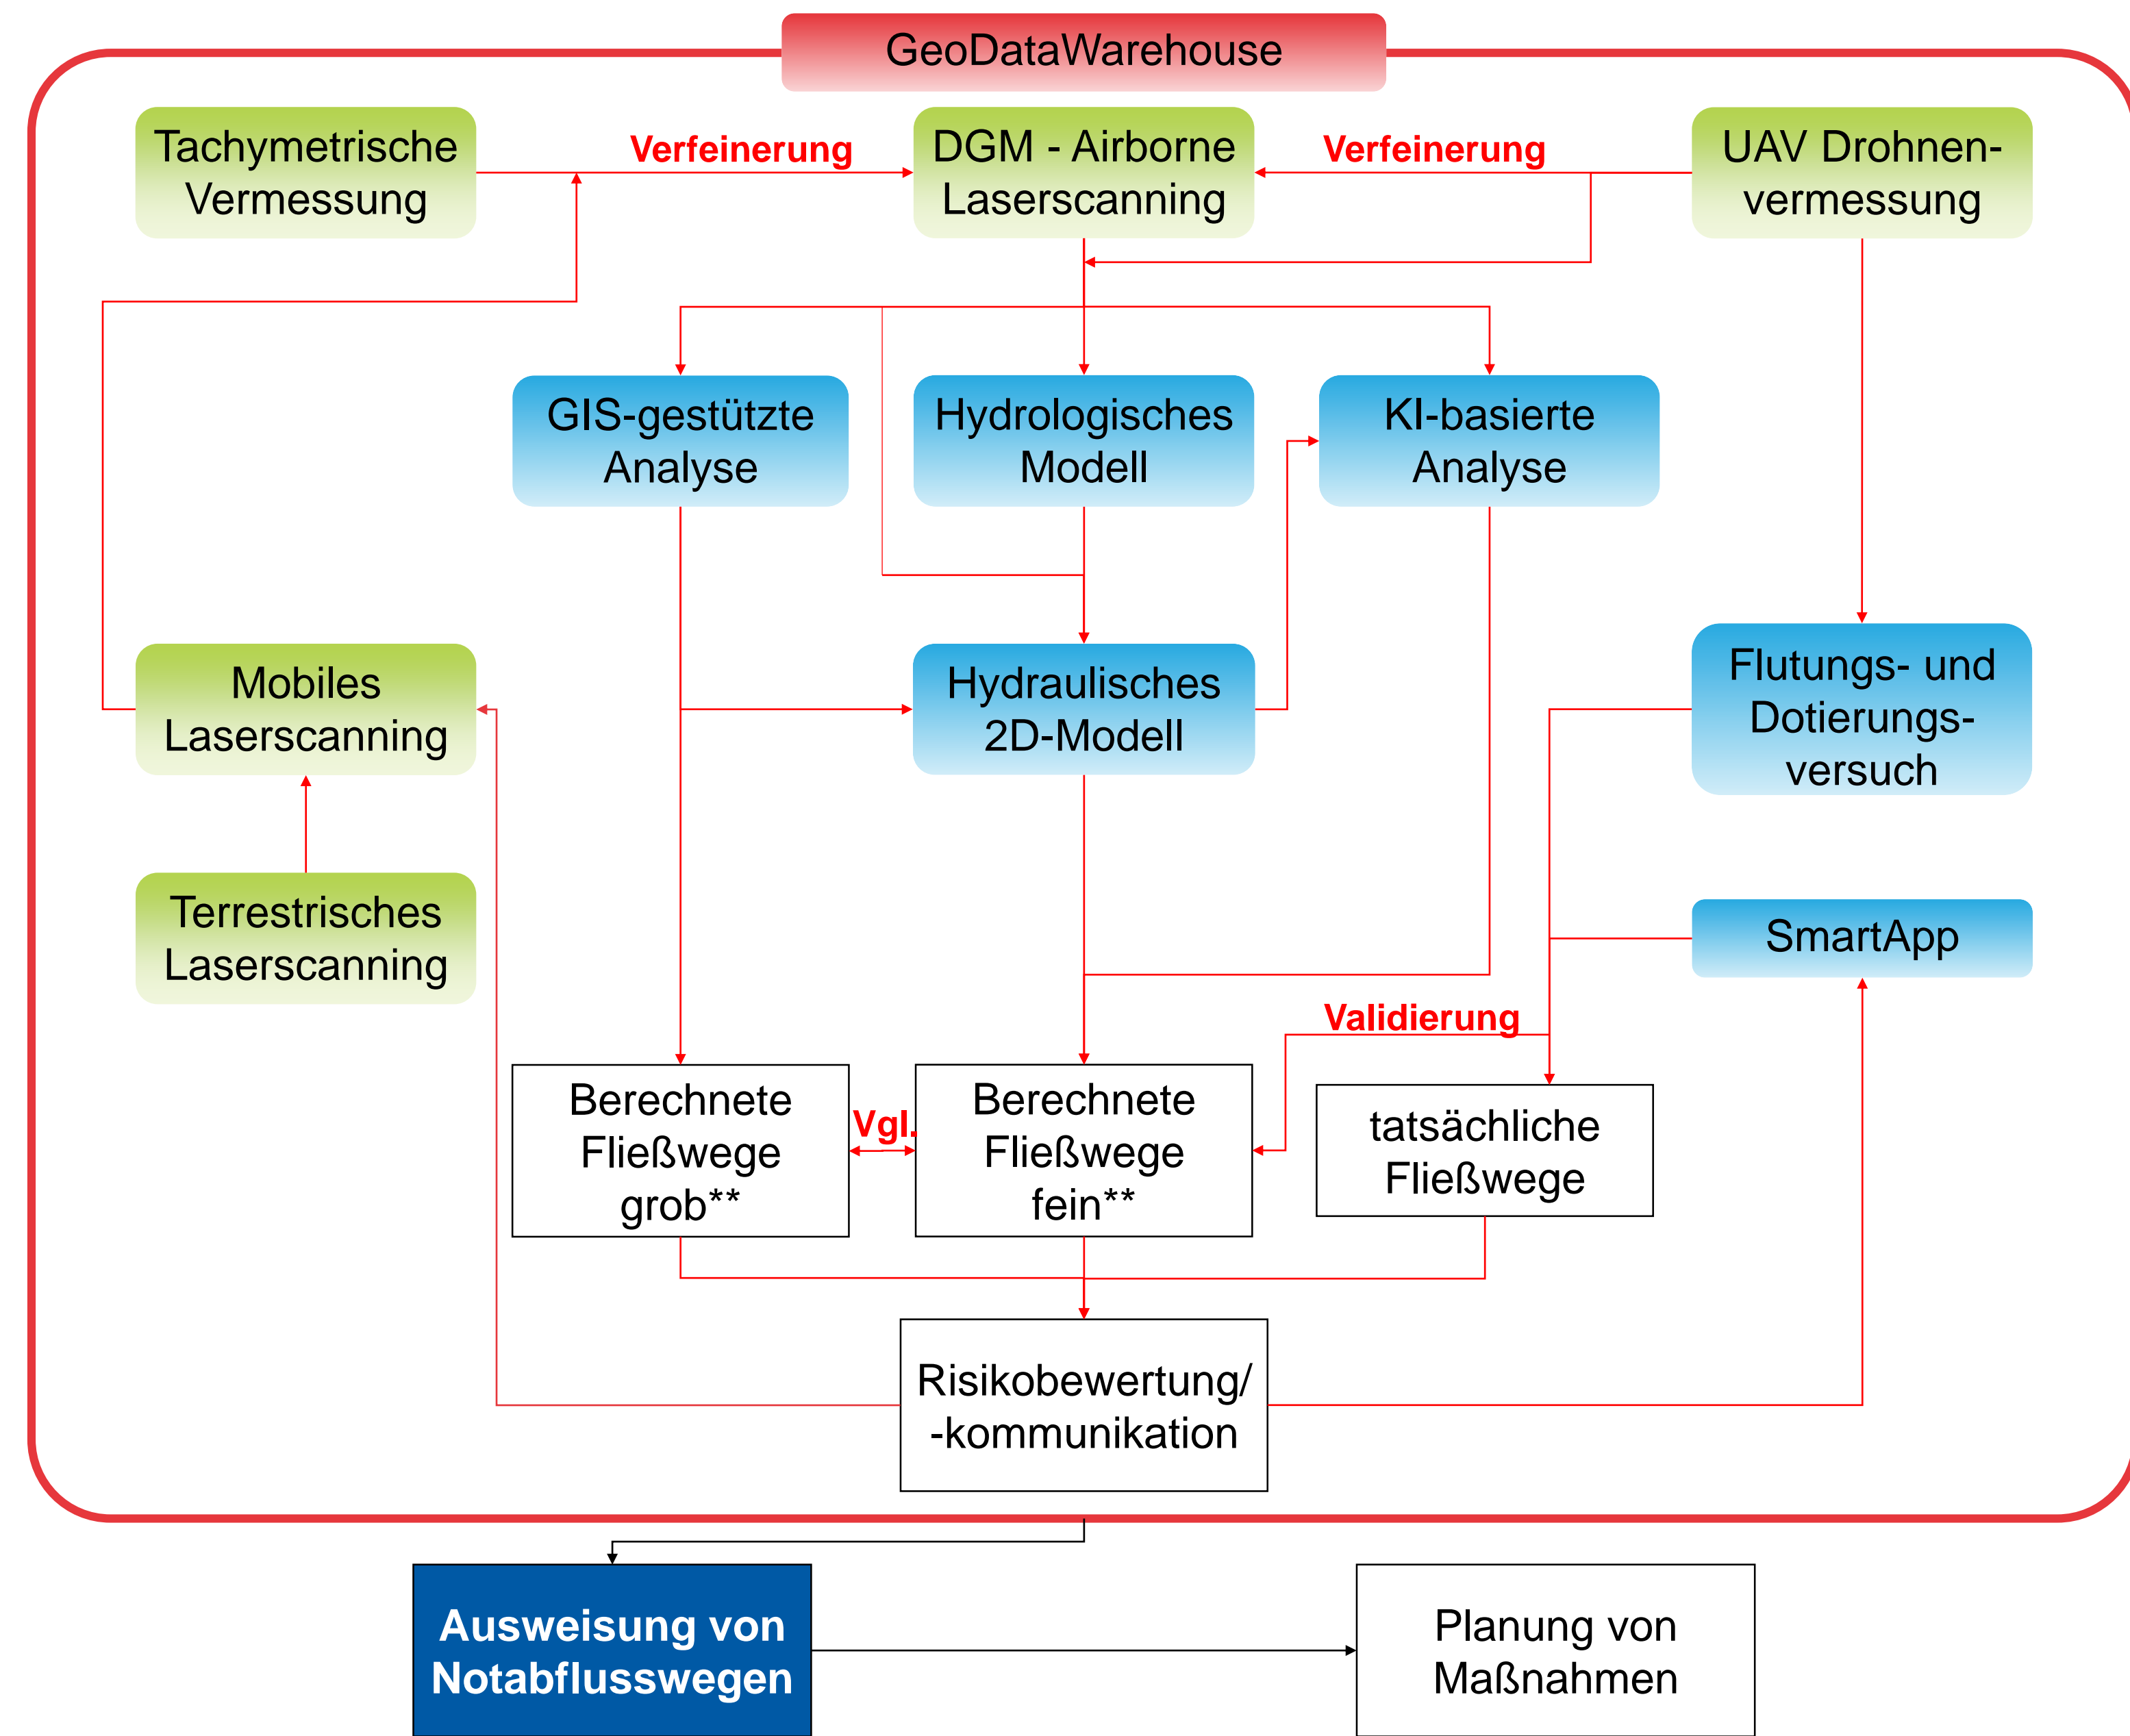 GeoDataWarehouse
Tachymetrische
Vermessung
Verfeinerung
DGM - Airborne
Laserscanning
Verfeinerung
UAV Drohnen-
vermessung
GIS-gestützte
Analyse
Hydrologisches
Modell
KI-basierte
Analyse
Mobiles
Laserscanning
Hydraulisches
2D-Modell
Flutungs- und
Dotierungs-
versuch
Terrestrisches
Laserscanning
SmartApp
Validierung
Berechnete
Fließwege
grob**
Vgl.
Berechnete
Fließwege
fein**
tatsächliche
Fließwege
Risikobewertung/
-kommunikation
Ausweisung von
Notabflusswegen
Planung von
Maßnahmen